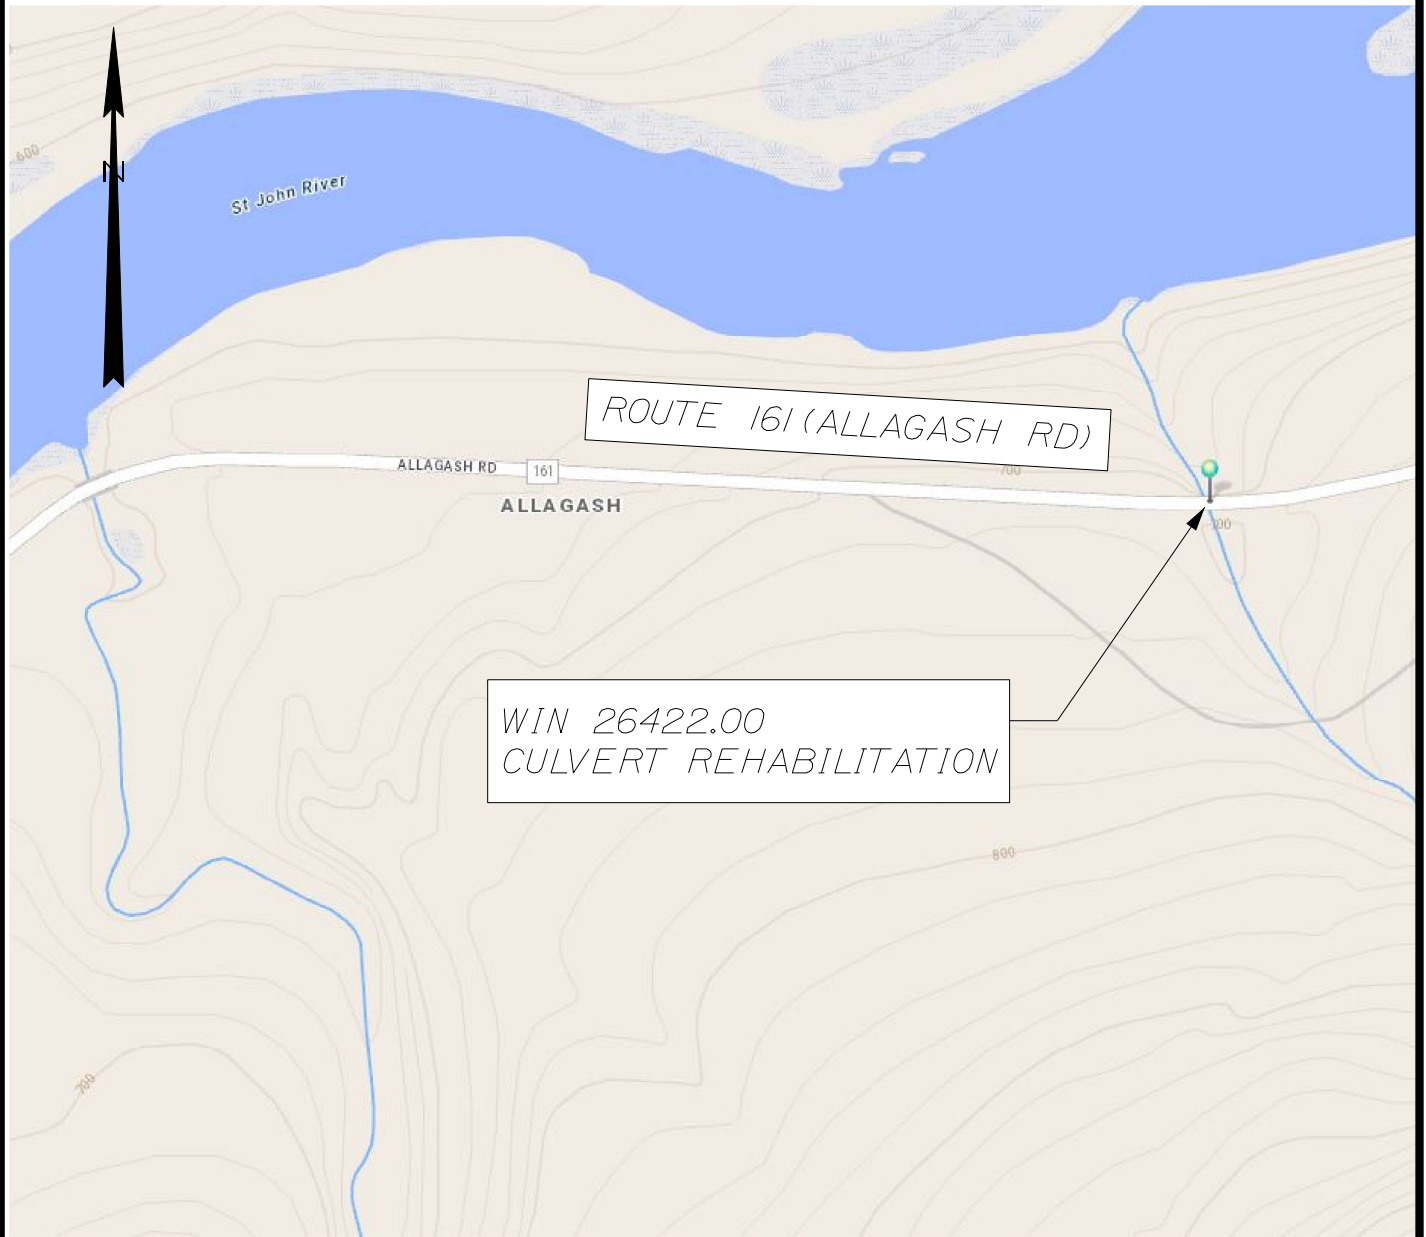 600
N
St John River
ROUTE 161 (ALLAGASH RD)
ALLAGASH RD
161
700
ALLAGASH
WIN 26422.00
CULVERT REHABILITATION
800
700